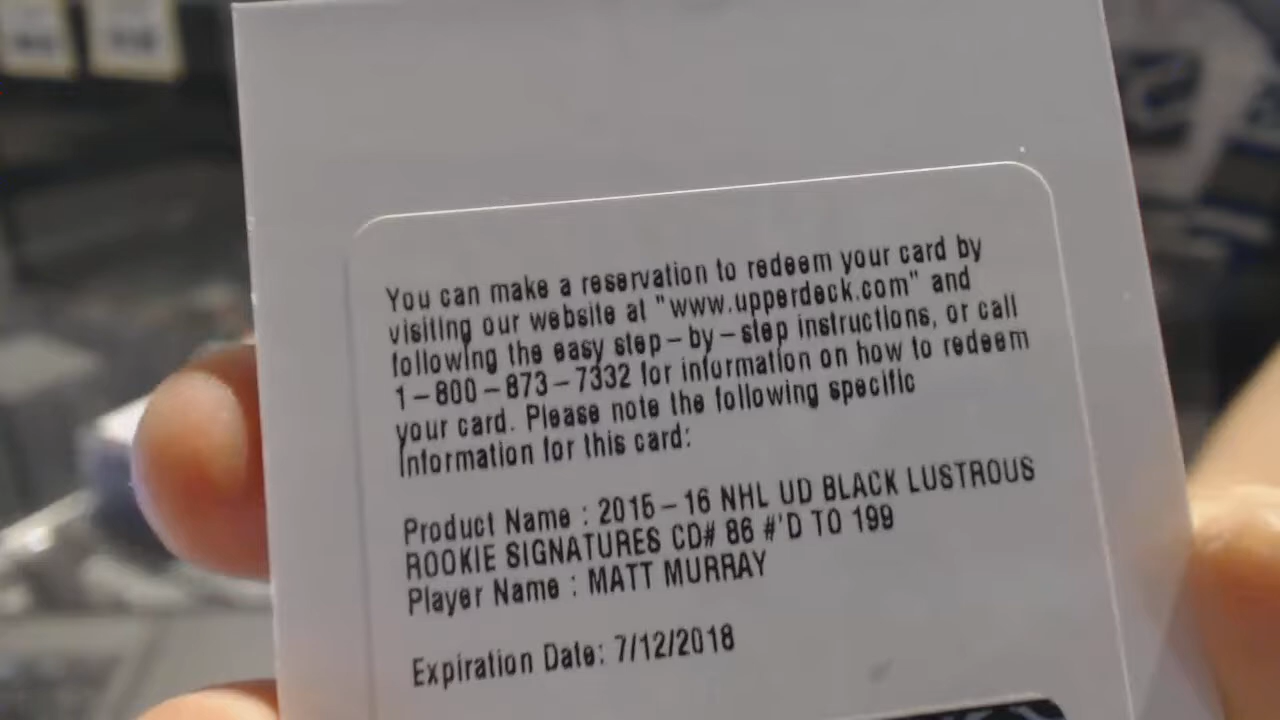 You can make a reservation to redeem your card by
visiting our website at "www.upperdeck.com" and
following the easy step-by-step instructions, or call
1-800-873-7332 for information on how to redeem
your card. Please note the following specific
Information for this card:
Product Name : 2015-16 NHL UD BLACK LUSTROUS
ROOKIE SIGNATURES CD# 86 #'D TO 199
Player Name : MATT MURRAY
Expiration Date: 7/12/2018